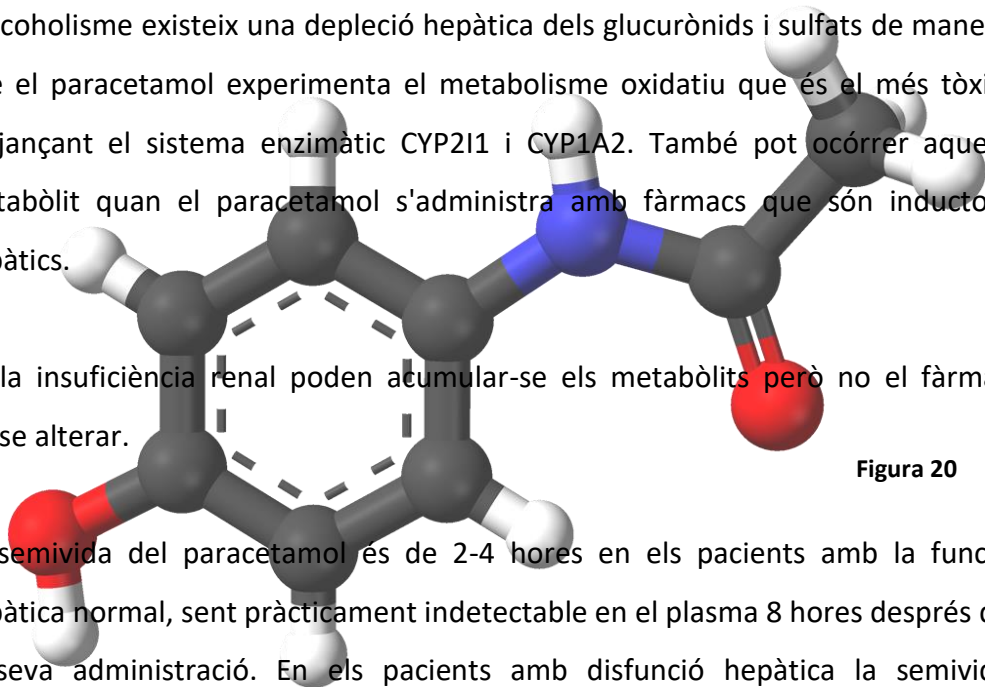 coholisme existeix una depleció hepàtica dels glucurònids i sulfats de mane
e el paracetamol experimenta el metabolisme oxidatiu que és el més tòxi
jançant el sistema enzimàtic CYP2I1 i CYP1A2. També pot ocórrer aque
tabòlit quan el paracetamol s'administra amb fàrmacs que són inducto
pàtics.
la insuficiència renal poden acumular-se els metabòlits però no el fàrma
se alterar.
Figura 20
semivida del paracetamol és de 2-4 hores en els pacients amb la func
pàtica normal, sent pràcticament indetectable en el plasma 8 hores després d
seva administració. En els pacients amb disfunció hepàtica la semivid